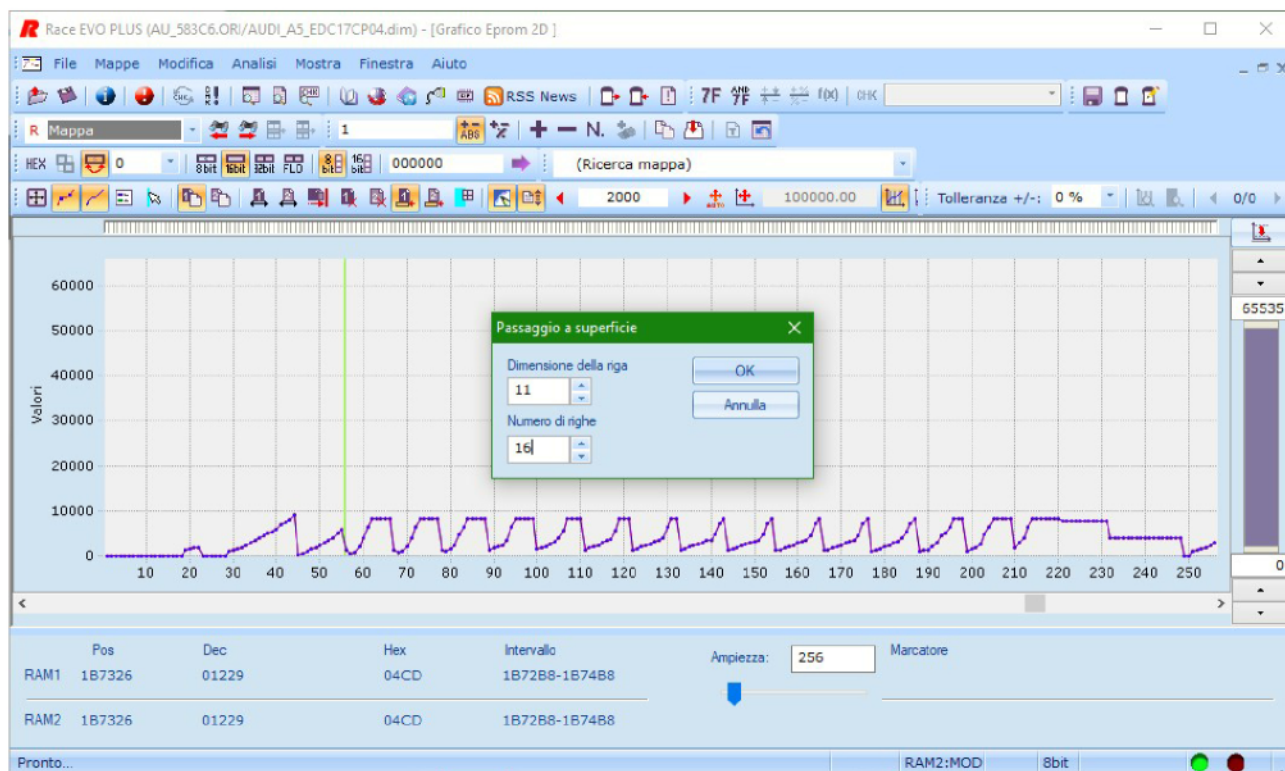 R Race EVO PLUS (AU_583C6.ORI/AUDI_A5_EDC17CP04.dim) - [Grafico Eprom 2D ]
File Mappe Modifica Analisi Mostra Finestra Aiuto
RSS News 7F f(x) CHK
R Mappa 1 ABS N.
HEX 0 8bit 16bit 32bit FLO 8 bit 16 bit 000000 (Ricerca mappa)
2000 100000.00 Tolleranza +/-: 0 % 0/0
65535
60000
50000
40000
30000
20000
10000
0
Valori
10 20 30 40 50 60 70 80 90 100 110 120 130 140 150 160 170 180 190 200 210 220 230 240 250
0
Passaggio a superficie
Dimensione della riga
11
OK
Annulla
Numero di righe
16
Pos Dec Hex Intervallo
RAM1 1B7326 01229 04CD 1B72B8-1B74B8
RAM2 1B7326 01229 04CD 1B72B8-1B74B8
Ampiezza: 256
Marcatore
Pronto... RAM2:MOD 8bit